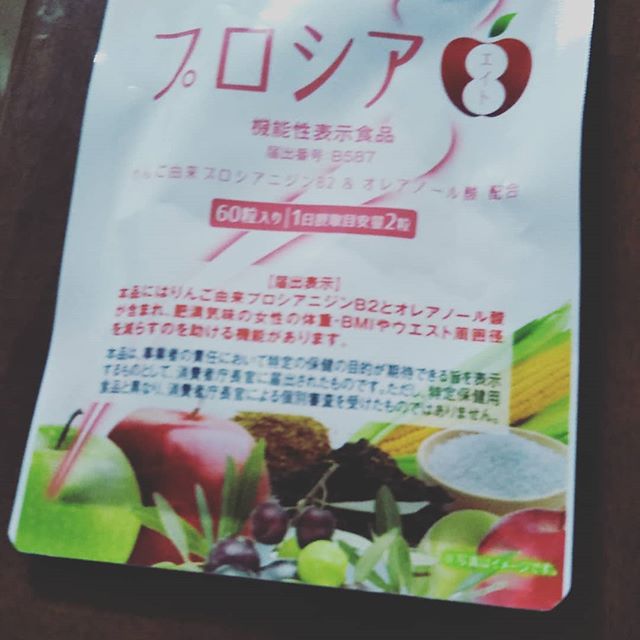 プロシア
エイト
8
機能性表示食品
届出番号 B587
りんご由来 プロシアニジンB2 & オレアノール酸 配合
60粒入り 1日摂取目安量2粒
【届出表示】
本品にはりんご由来プロシアニジンB2とオレアノール酸
が含まれ、肥満気味の女性の体重・BMIやウエスト周囲径
を減らすのを助ける機能があります。
本品は、事業者の責任において特定の保健の目的が期待できる旨を表示
するものとして、消費者庁長官に届出されたものです。ただし、特定保健用
食品と異なり、消費者庁長官による個別審査を受けたものではありません。
※写真はイメージです。